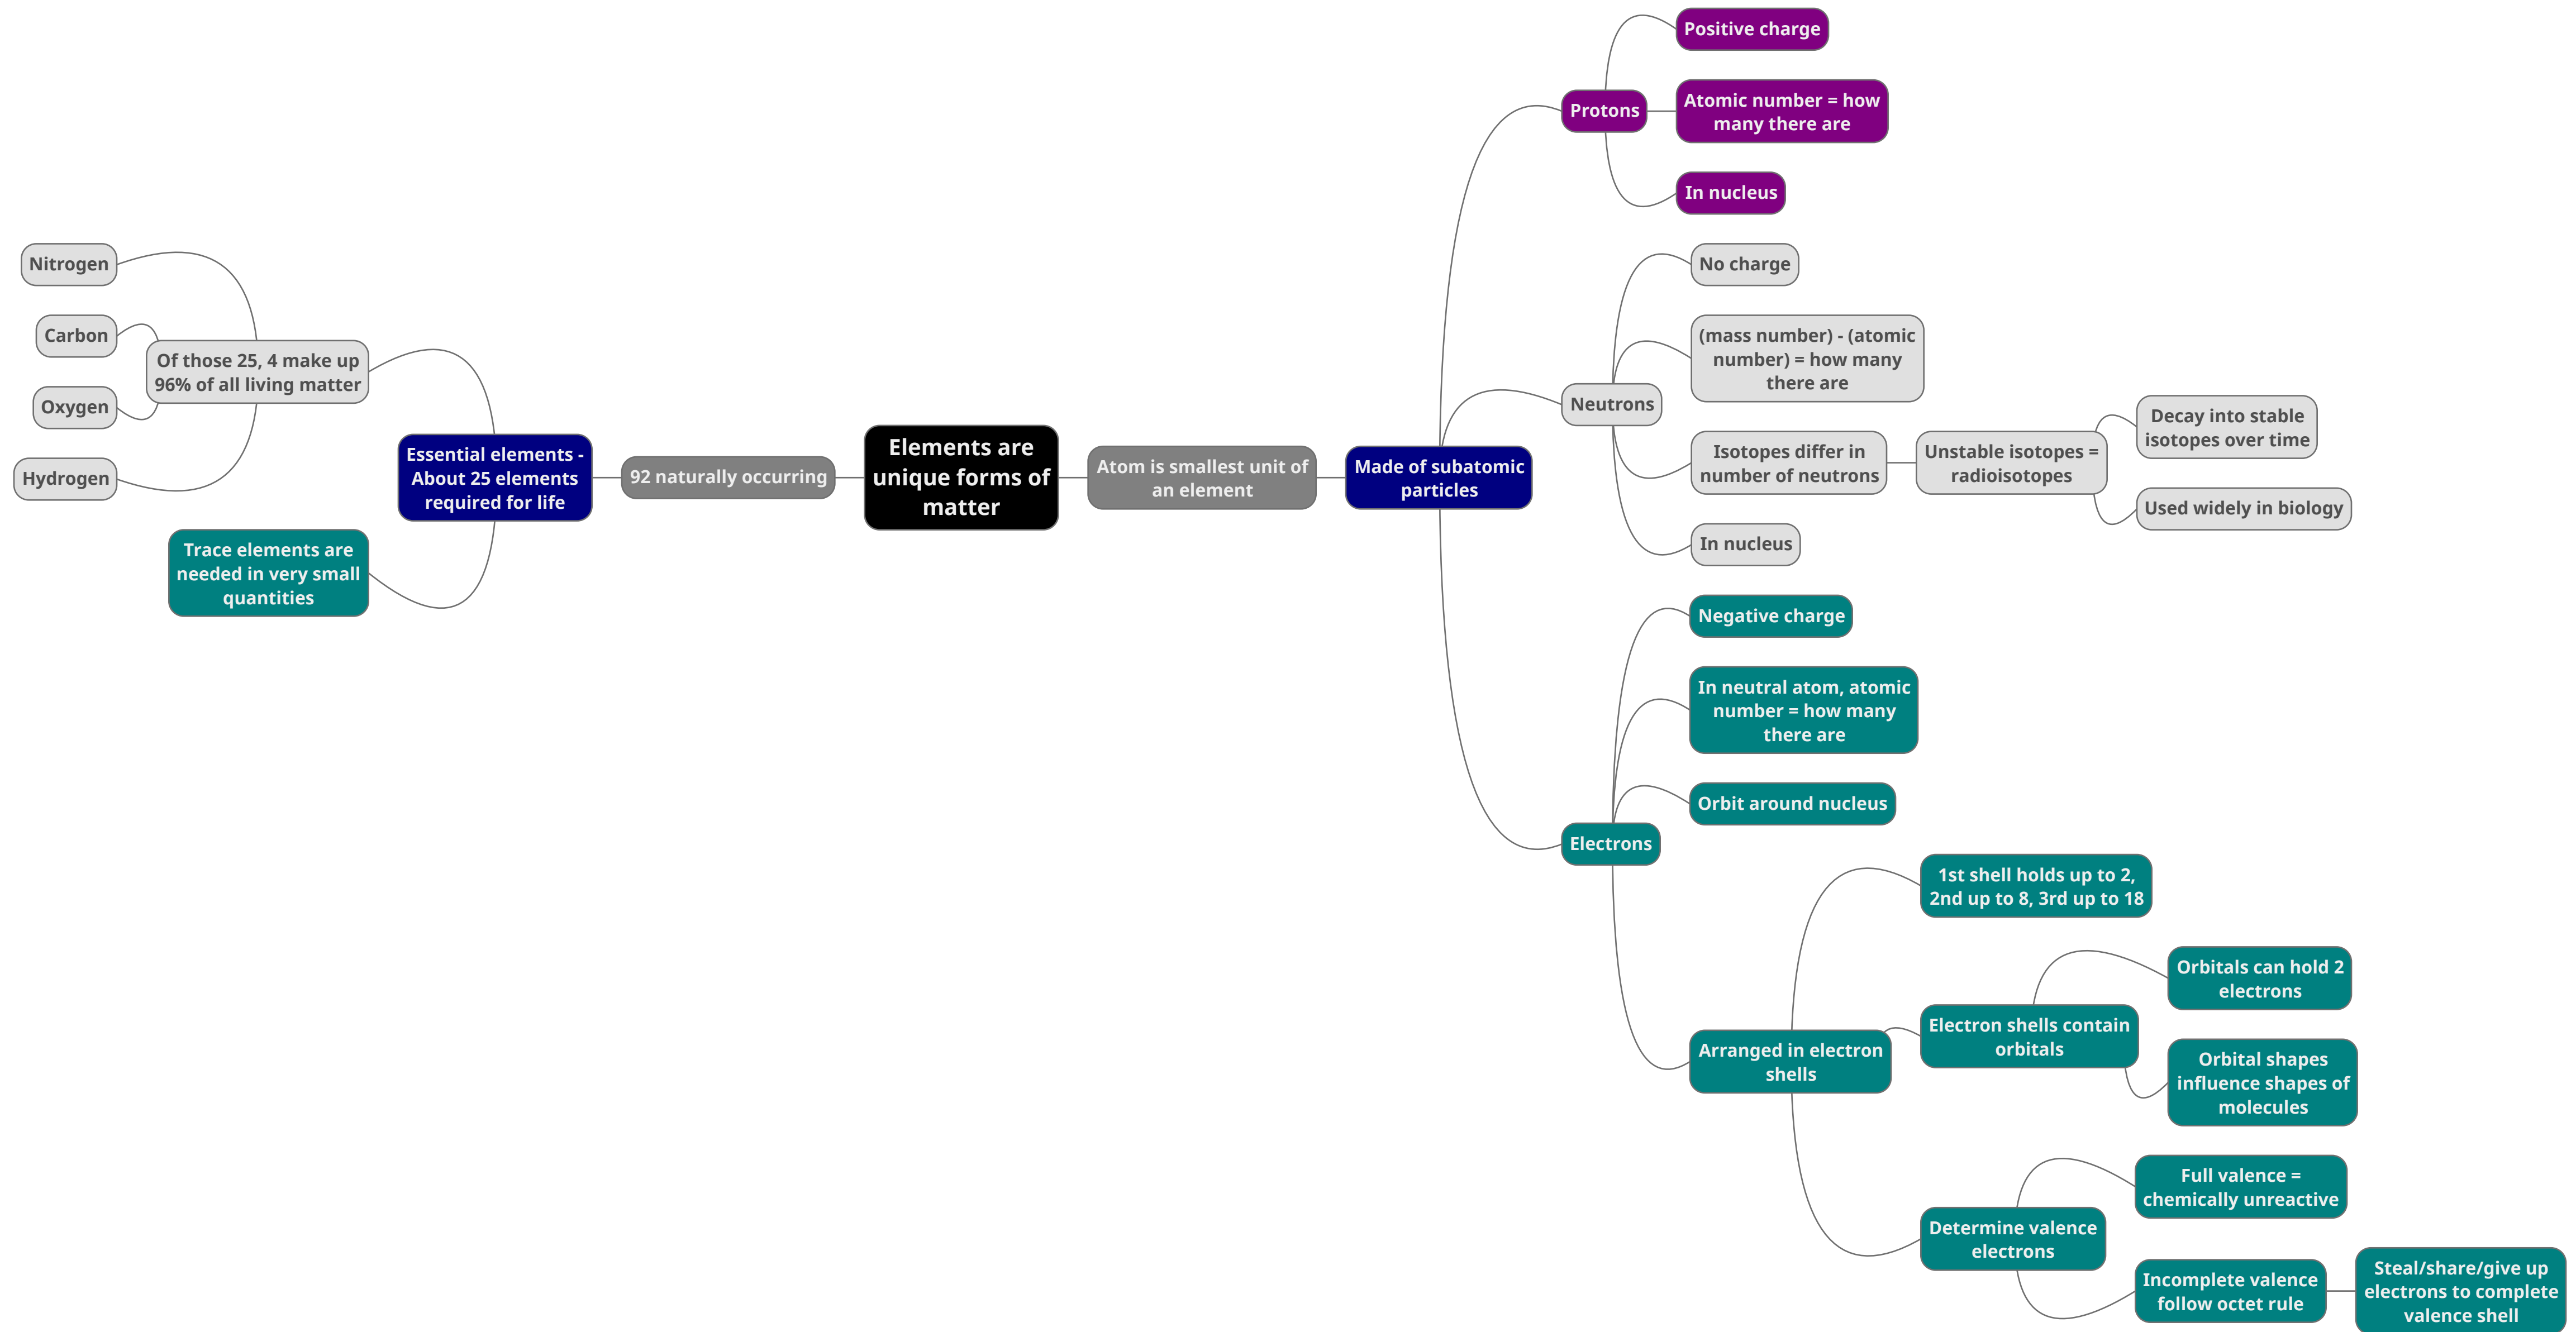 Elements are
unique forms of
matter
Atom is smallest unit of
an element
Made of subatomic
particles
Protons
Positive charge
Atomic number = how
many there are
In nucleus
Neutrons
No charge
(mass number) - (atomic
number) = how many
there are
Isotopes differ in
number of neutrons
Unstable isotopes =
radioisotopes
Decay into stable
isotopes over time
Used widely in biology
In nucleus
Electrons
Negative charge
In neutral atom, atomic
number = how many
there are
Orbit around nucleus
Arranged in electron
shells
1st shell holds up to 2,
2nd up to 8, 3rd up to 18
Electron shells contain
orbitals
Orbitals can hold 2
electrons
Orbital shapes
influence shapes of
molecules
Determine valence
electrons
Full valence =
chemically unreactive
Incomplete valence
follow octet rule
Steal/share/give up
electrons to complete
valence shell
92 naturally occurring
Essential elements -
About 25 elements
required for life
Of those 25, 4 make up
96% of all living matter
Nitrogen
Carbon
Oxygen
Hydrogen
Trace elements are
needed in very small
quantities